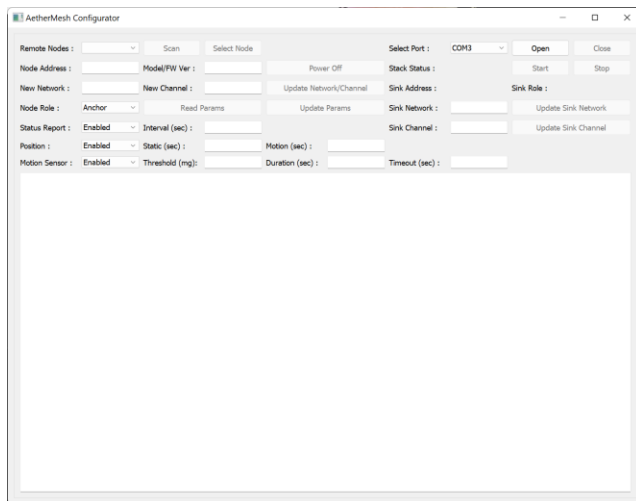 AetherMesh Configurator
Remote Nodes : Scan Select Node Select Port : COM3 Open Close
Node Address : Model/FW Ver : Power Off Stack Status : Start Stop
New Network : New Channel : Update Network/Channel Sink Address : Sink Role :
Node Role : Anchor Read Params Update Params Sink Network : Update Sink Network
Status Report : Enabled Interval (sec) : Sink Channel : Update Sink Channel
Position : Enabled Static (sec) : Motion (sec) :
Motion Sensor : Enabled Threshold (mg): Duration (sec) : Timeout (sec) :